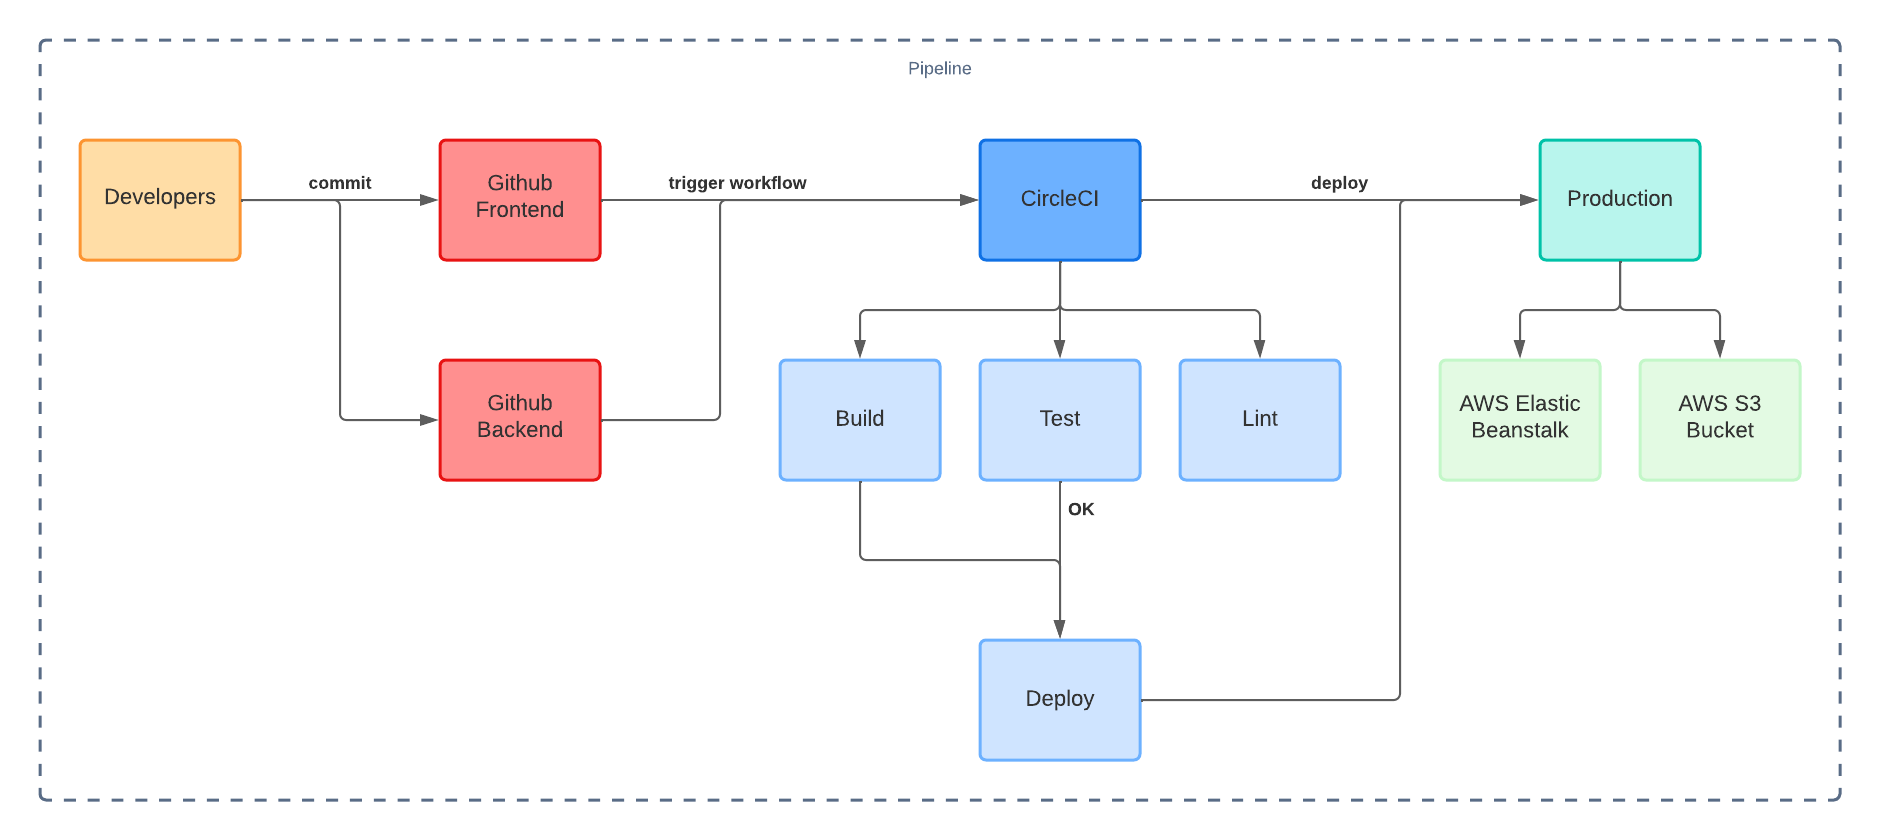 Pipeline
Developers
commit
Github
Frontend
trigger workflow
CircleCI
deploy
Production
Github
Backend
Build
Test
Lint
AWS Elastic
Beanstalk
AWS S3
Bucket
OK
Deploy